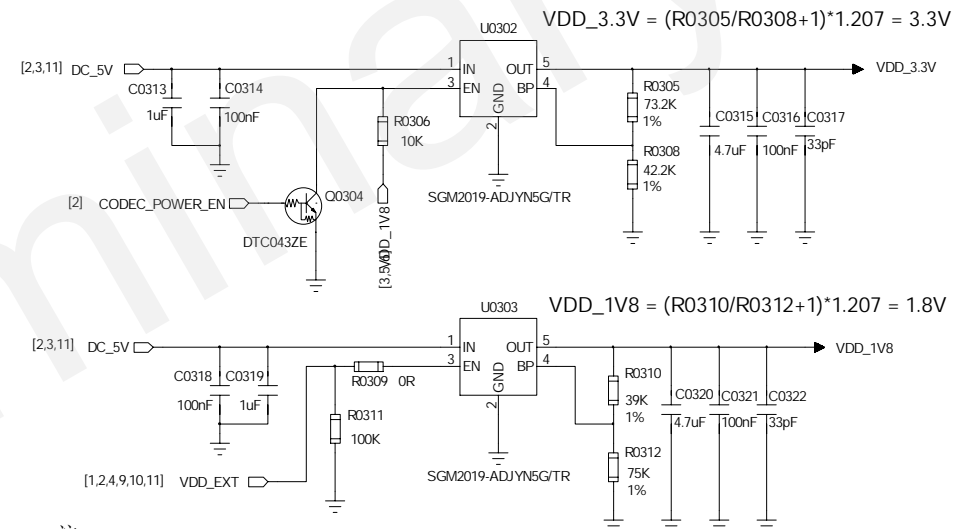 VDD_3.3V = (R0305/R0308+1)*1.207 = 3.3V
U0302
[2,3,11] DC_5V
1 IN OUT 5
3 EN BP 4
GND
2
VDD_3.3V
C0313
1uF
C0314
100nF
R0306
10K
R0305
73.2K
1%
R0308
42.2K
1%
C0315
4.7uF
C0316
100nF
C0317
33pF
SGM2019-ADJYN5G/TR
[2] CODEC_POWER_EN
Q0304
DTC043ZE
VDD_1V8 = (R0310/R0312+1)*1.207 = 1.8V
U0303
[2,3,11] DC_5V
1 IN OUT 5
3 EN BP 4
GND
2
VDD_1V8
C0318
100nF
C0319
1uF
R0309 0R
R0311
100K
R0310
39K
1%
R0312
75K
1%
C0320
4.7uF
C0321
100nF
C0322
33pF
SGM2019-ADJYN5G/TR
[1,2,4,9,10,11] VDD_EXT